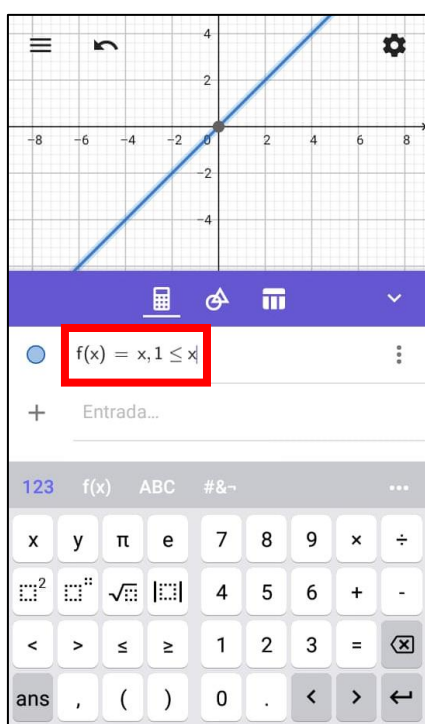 4
2
-8 -6 -4 -2 0 2 4 6 8
-2
-4
f(x) = x, 1 ≤ x
+ Entrada...
123 f(x) ABC #&¬ ...
x y π e 7 8 9 × ÷
² √ | | 4 5 6 + -
< > ≤ ≥ 1 2 3 =
ans , ( ) 0 . < >